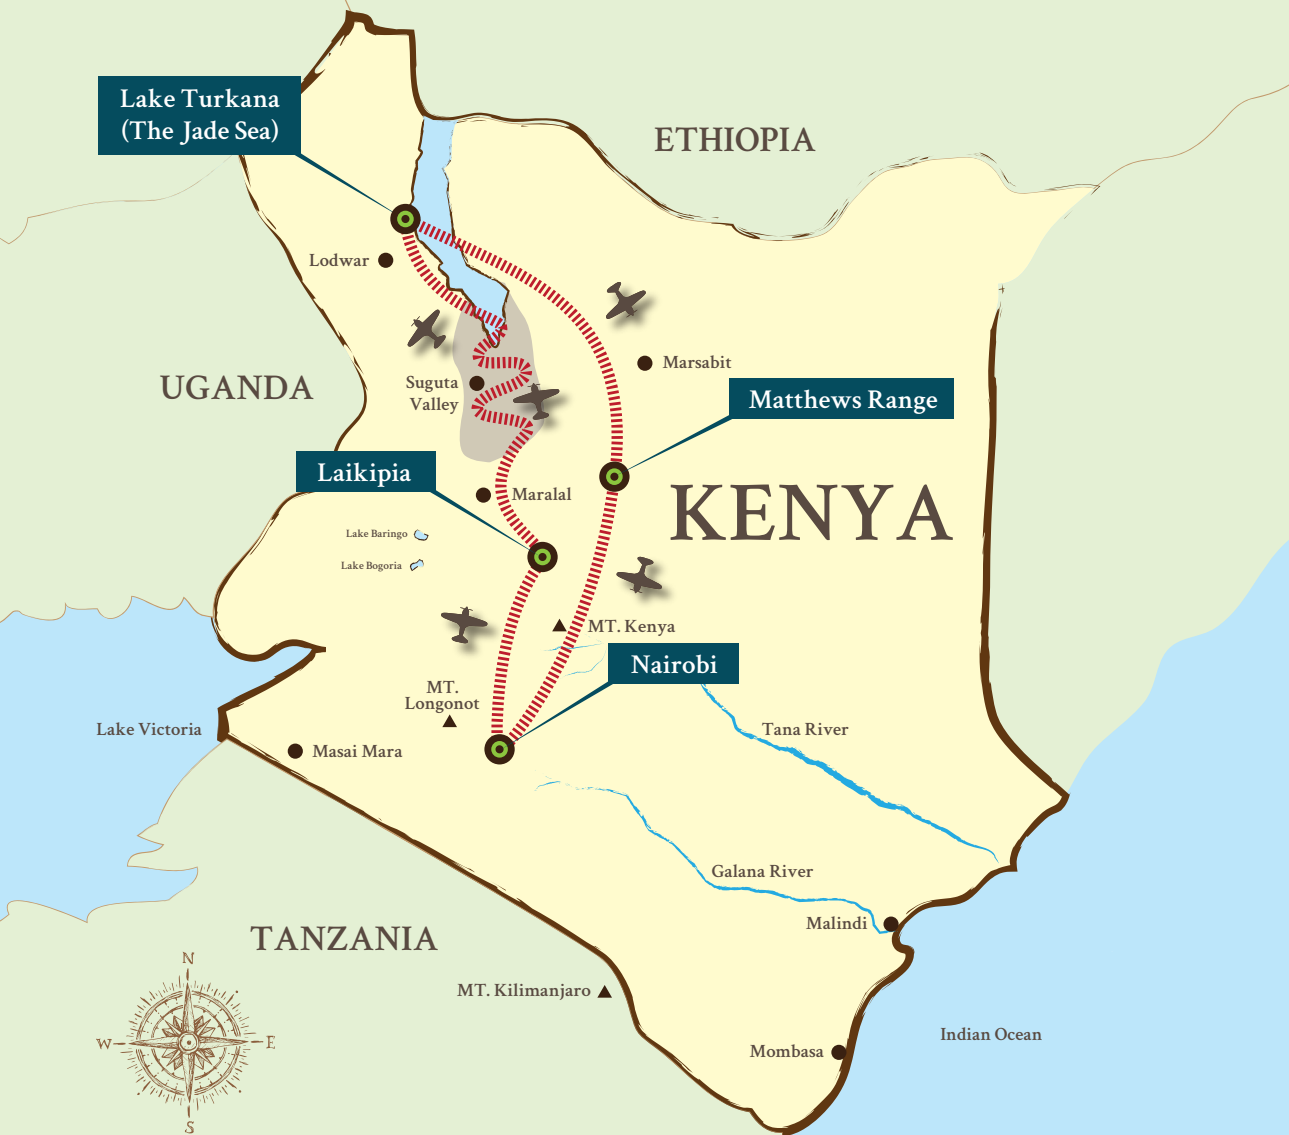 Lake Turkana
(The Jade Sea)
ETHIOPIA
Lodwar
Marsabit
UGANDA
Suguta
Valley
Matthews Range
Laikipia
Maralal
KENYA
Lake Baringo
Lake Bogoria
MT. Kenya
Nairobi
MT.
Longonot
Lake Victoria
Masai Mara
Tana River
Galana River
Malindi
TANZANIA
N
MT. Kilimanjaro
W
E
Indian Ocean
Mombasa
S